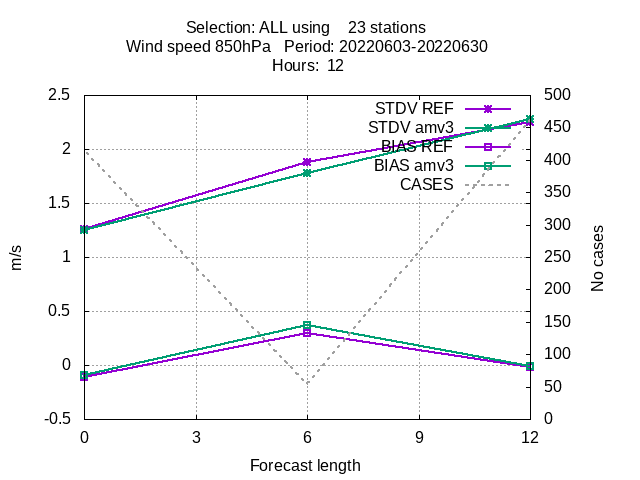 Selection: ALL using 23 stations
Wind speed 850hPa Period: 20220603-20220630
Hours: 12
STDV REF
STDV amv3
BIAS REF
BIAS amv3
CASES
2.5
2
1.5
1
0.5
0
-0.5
m/s
500
450
400
350
300
250
200
150
100
50
0
No cases
0 3 6 9 12
Forecast length